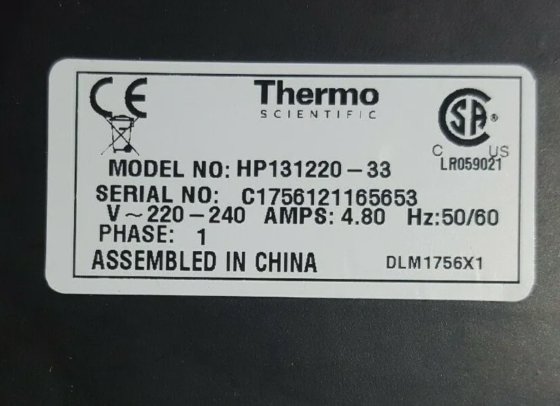 CE
Thermo
SCIENTIFIC
SA®
C US
LR059021
MODEL NO: HP131220-33
SERIAL NO: C1756121165653
V~220-240 AMPS: 4.80 Hz:50/60
PHASE: 1
ASSEMBLED IN CHINA
DLM1756X1